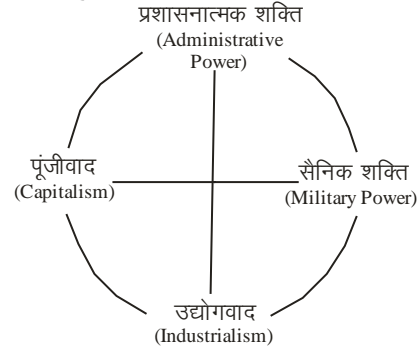 प्रशासनात्मक शक्ति
(Administrative
Power)
पूंजीवाद
(Capitalism)
सैनिक शक्ति
(Military Power)
उद्योगवाद
(Industrialism)